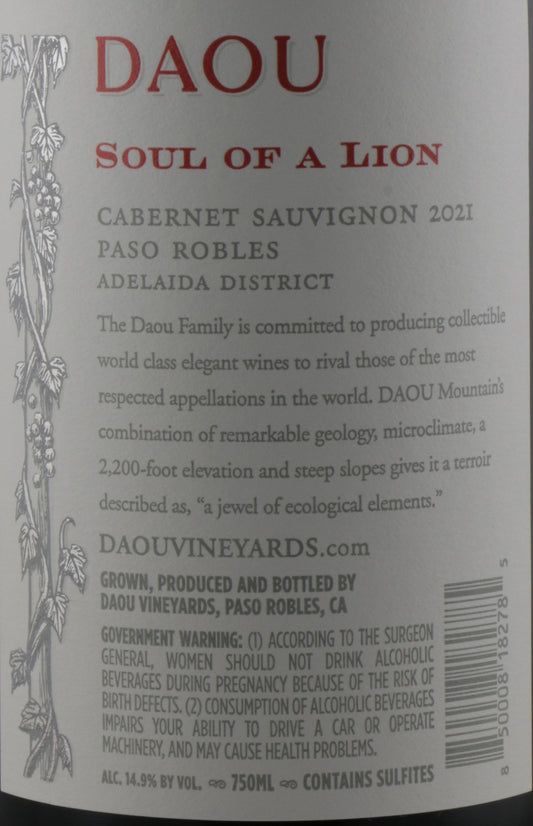 DAOU
SOUL OF A LION
CABERNET SAUVIGNON 2021
PASO ROBLES
ADELAIDA DISTRICT
The Daou Family is committed to producing collectible
world class elegant wines to rival those of the most
respected appellations in the world. DAOU Mountain's
combination of remarkable geology, microclimate, a
2,200-foot elevation and steep slopes gives it a terroir
described as, “a jewel of ecological elements.”
DAOUVINEYARDS.com
GROWN, PRODUCED AND BOTTLED BY
DAOU VINEYARDS, PASO ROBLES, CA
GOVERNMENT WARNING: (1) ACCORDING TO THE SURGEON
GENERAL, WOMEN SHOULD NOT DRINK ALCOHOLIC
BEVERAGES DURING PREGNANCY BECAUSE OF THE RISK OF
BIRTH DEFECTS. (2) CONSUMPTION OF ALCOHOLIC BEVERAGES
IMPAIRS YOUR ABILITY TO DRIVE A CAR OR OPERATE
MACHINERY, AND MAY CAUSE HEALTH PROBLEMS.
ALC. 14.9% BY VOL. 750ML CONTAINS SULFITES
8 50008 18278 5